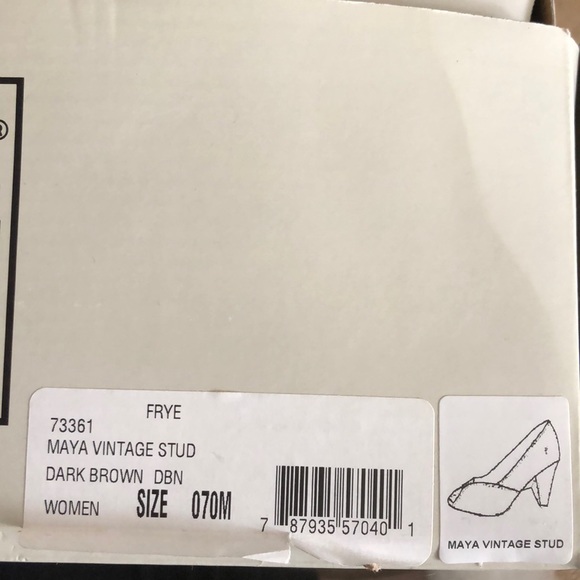 ®
FRYE
73361
MAYA VINTAGE STUD
DARK BROWN DBN
WOMEN SIZE 070M
7 87935 57040 1
MAYA VINTAGE STUD